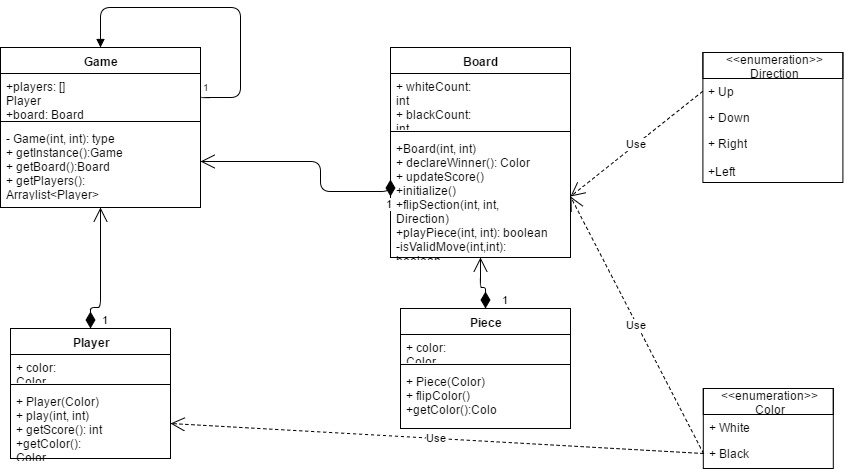 Game
+players: []
Player
+board: Board
- Game(int, int): type
+ getInstance():Game
+ getBoard():Board
+ getPlayers():
Arraylist<Player>
1
Board
+ whiteCount:
int
+ blackCount:
int
+Board(int, int)
+ declareWinner(): Color
+ updateScore()
+initialize()
+flipSection(int, int,
Direction)
+playPiece(int, int): boolean
-isValidMove(int,int):
boolean
1
<<enumeration>>
Direction
+ Up
+ Down
+ Right
+Left
Use
Use
1
Player
+ color:
Color
+ Player(Color)
+ play(int, int)
+ getScore(): int
+getColor():
Color
1
Piece
+ color:
Color
+ Piece(Color)
+ flipColor()
+getColor():Colo
Use
<<enumeration>>
Color
+ White
+ Black